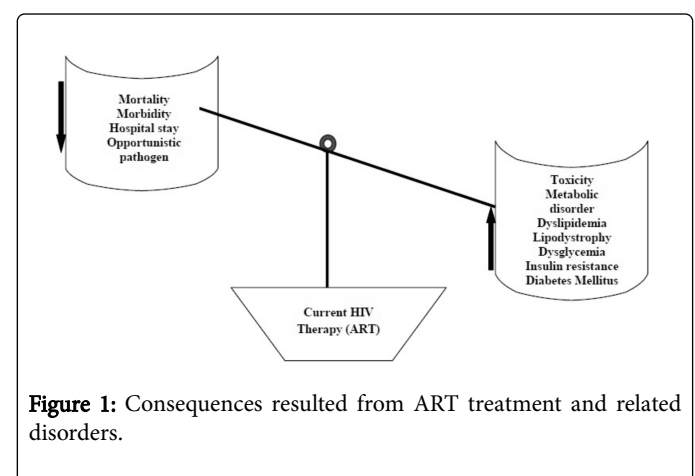 Mortality
Morbidity
Hospital stay
Opportunistic
pathogen
Toxicity
Metabolic
disorder
Dyslipidemia
Lipodystrophy
Dysglycemia
Insulin resistance
Diabetes Mellitus
Current HIV
Therapy (ART)
Figure 1: Consequences resulted from ART treatment and related
disorders.